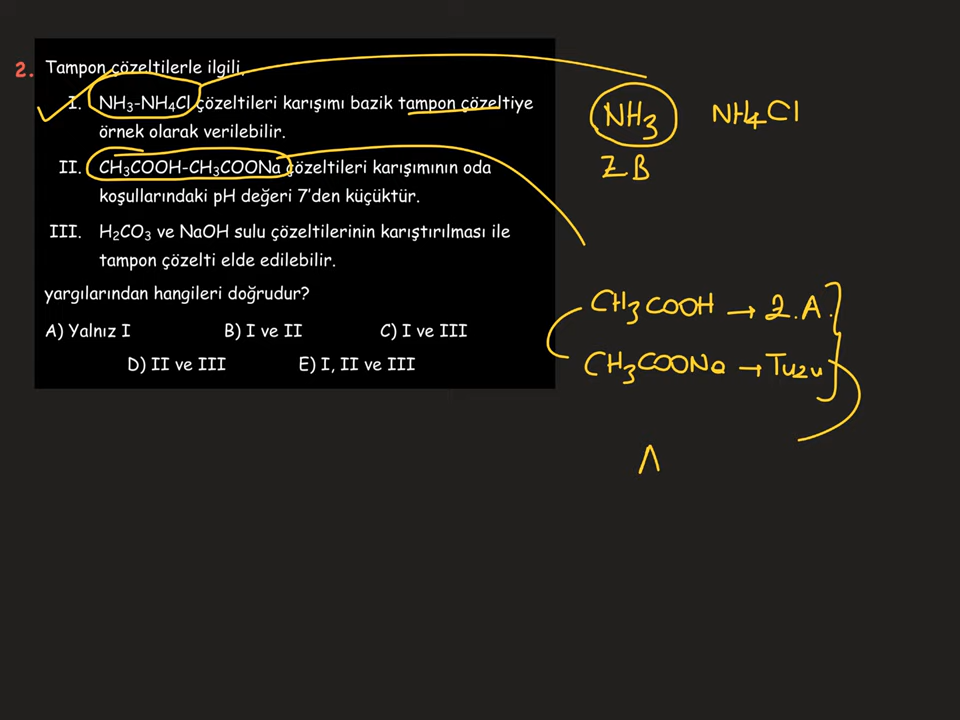 2. Tampon çözeltilerle ilgili,
I. NH₃-NH₄Cl çözeltileri karışımı bazik tampon çözeltiye
örnek olarak verilebilir.
II. CH₃COOH-CH₃COONa çözeltileri karışımının oda
koşullarındaki pH değeri 7'den küçüktür.
III. H₂CO₃ ve NaOH sulu çözeltilerinin karıştırılması ile
tampon çözelti elde edilebilir.
yargılarından hangileri doğrudur?
A) Yalnız I B) I ve II C) I ve III
D) II ve III E) I, II ve III
NH₃ NH₄Cl
ZB
CH₃COOH → Z.A.
CH₃COONa → Tuzu